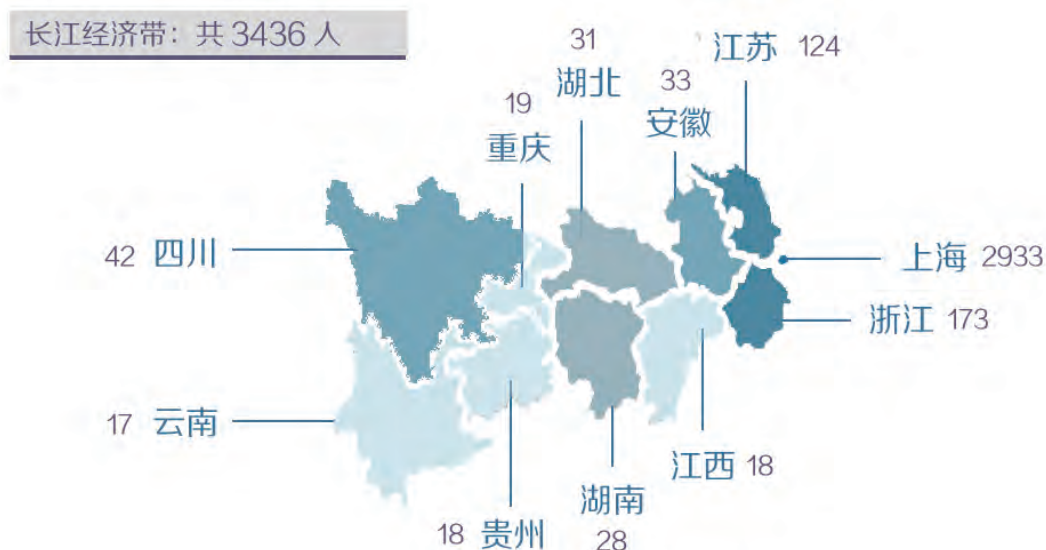 长江经济带：共 3436 人
江苏 124
31
湖北
33
安徽
19
重庆
42 四川
上海 2933
浙江 173
17 云南
江西 18
湖南
28
18 贵州